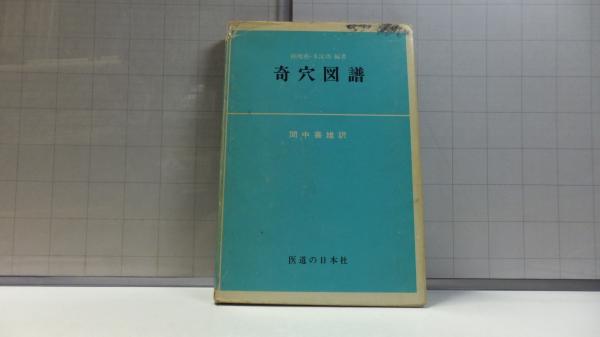 奇穴図譜
間中喜雄訳
医道の日本社